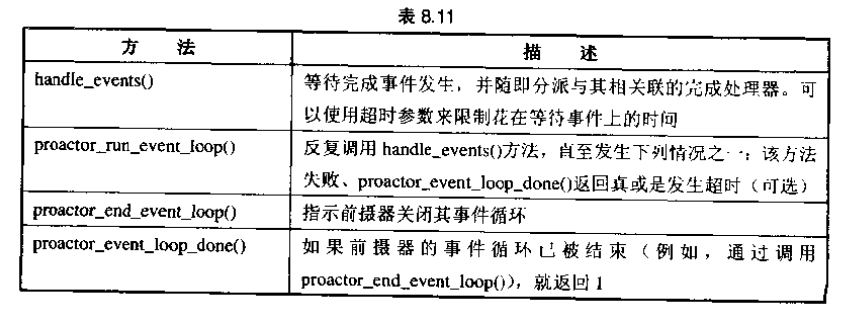 表 8.11
方 法 描 述
handle_events() 等待完成事件发生，并随即分派与其相关联的完成处理器。可
以使用超时参数来限制花在等待事件上的时间
proactor_run_event_loop() 反复调用 handle_events()方法，直至发生下列情况之一：该方法
失败、proactor_event_loop_done()返回真或是发生超时（可选）
proactor_end_event_loop() 指示前摄器关闭其事件循环
proactor_event_loop_done() 如果前摄器的事件循环已被结束（例如，通过调用
proactor_end_event_loop()），就返回 1